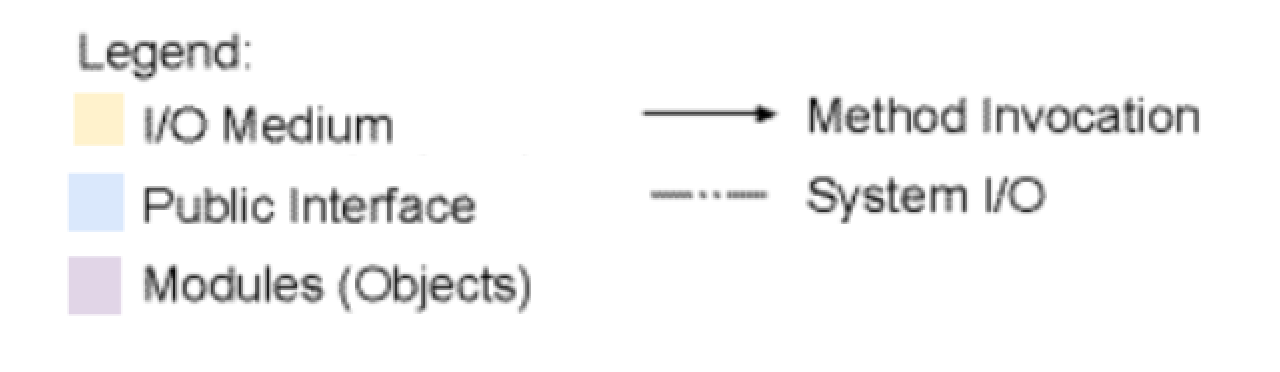 Legend:
I/O Medium
Public Interface
Modules (Objects)
Method Invocation
System I/O